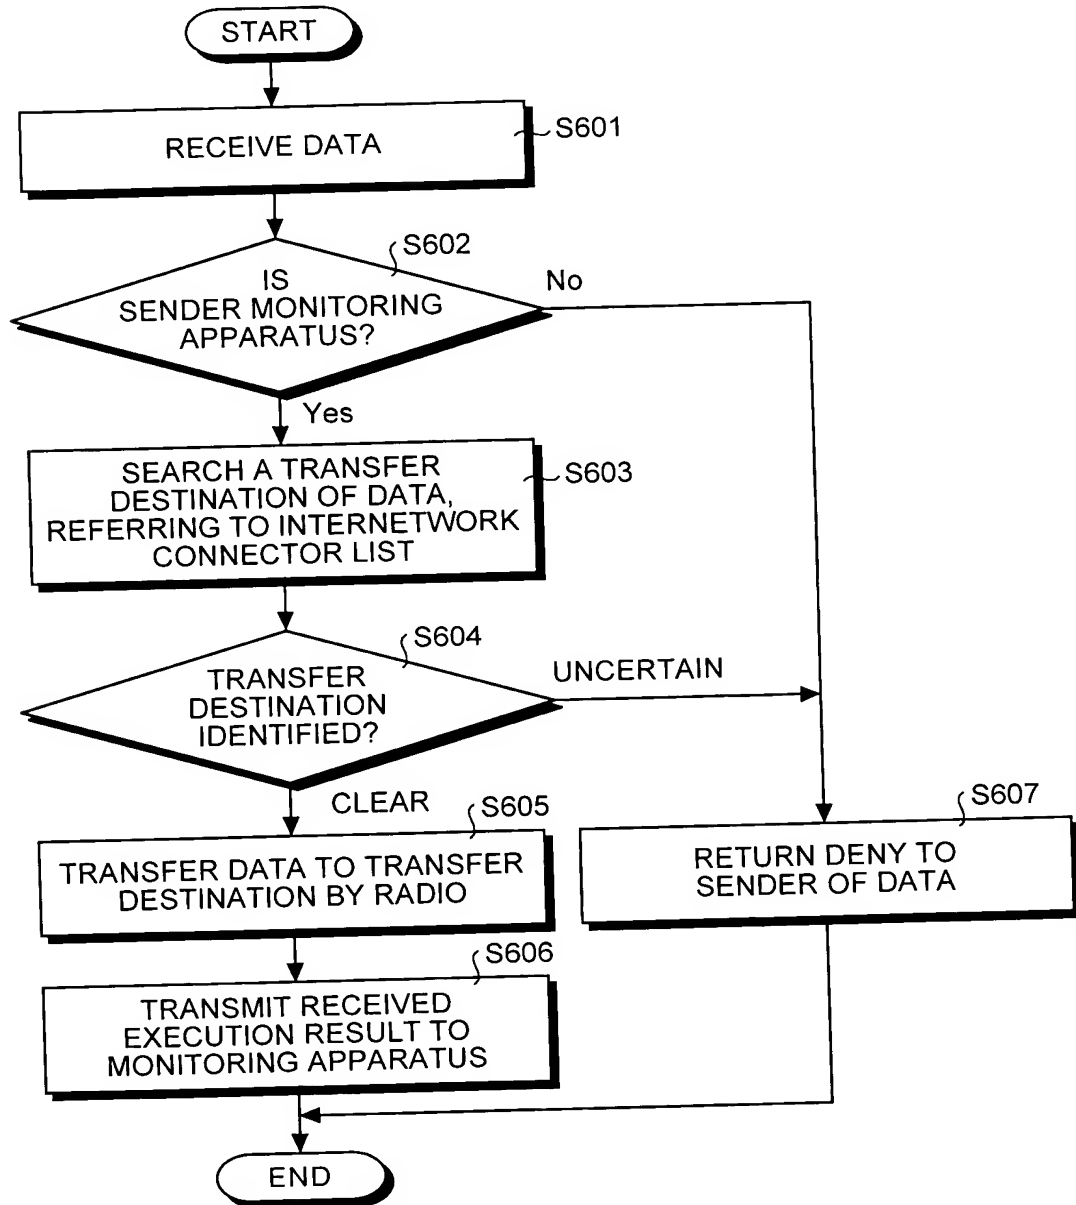 START
RECEIVE DATA
S601
S602
IS
SENDER MONITORING
APPARATUS?
No
Yes
SEARCH A TRANSFER
DESTINATION OF DATA,
REFERRING TO INTERNETWORK
CONNECTOR LIST
S603
S604
TRANSFER
DESTINATION
IDENTIFIED?
UNCERTAIN
CLEAR
S605
TRANSFER DATA TO TRANSFER
DESTINATION BY RADIO
S607
RETURN DENY TO
SENDER OF DATA
S606
TRANSMIT RECEIVED
EXECUTION RESULT TO
MONITORING APPARATUS
END